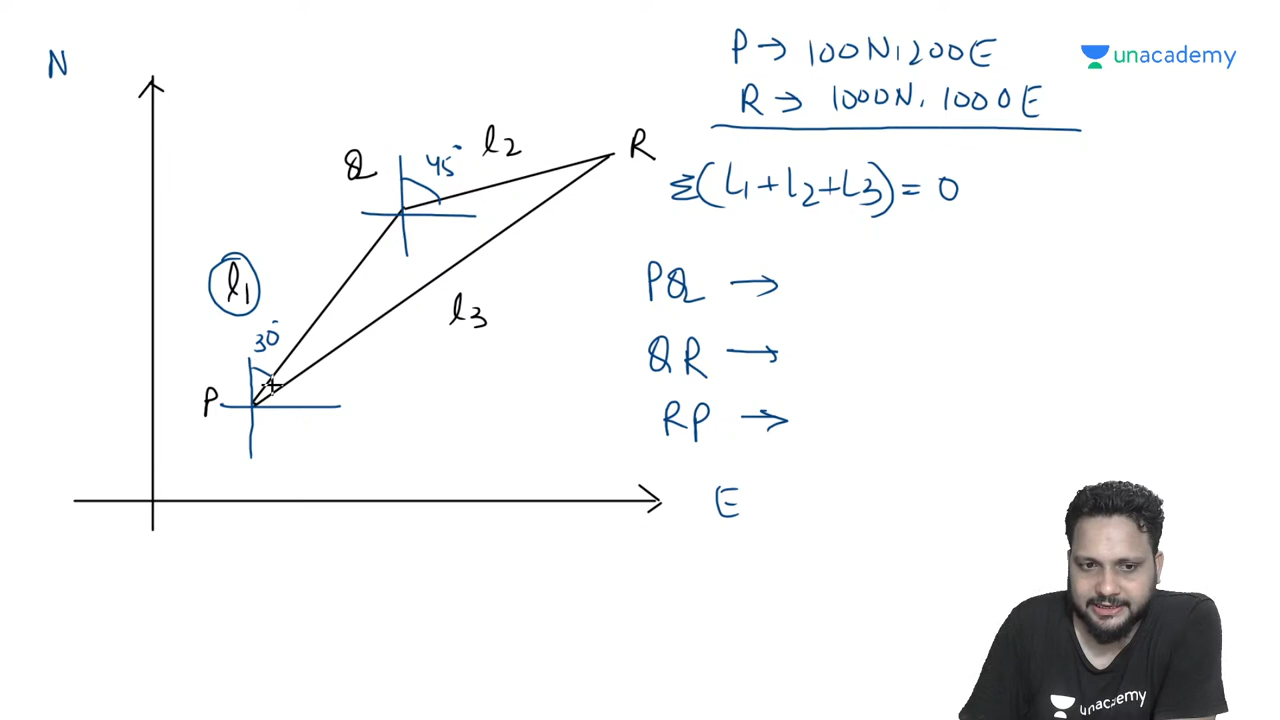 N
P → 100N, 200E
unacademy
R → 1000N, 1000E
Q
45°
l2
R
Σ(L1+L2+L3) = 0
l1
PQ →
l3
30°
QR →
P
RP →
E
unacademy